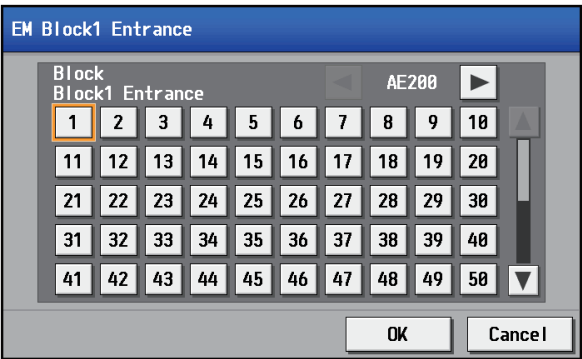 EM Block1 Entrance
Block
Block1 Entrance
AE200
1 2 3 4 5 6 7 8 9 10
11 12 13 14 15 16 17 18 19 20
21 22 23 24 25 26 27 28 29 30
31 32 33 34 35 36 37 38 39 40
41 42 43 44 45 46 47 48 49 50
OK Cancel